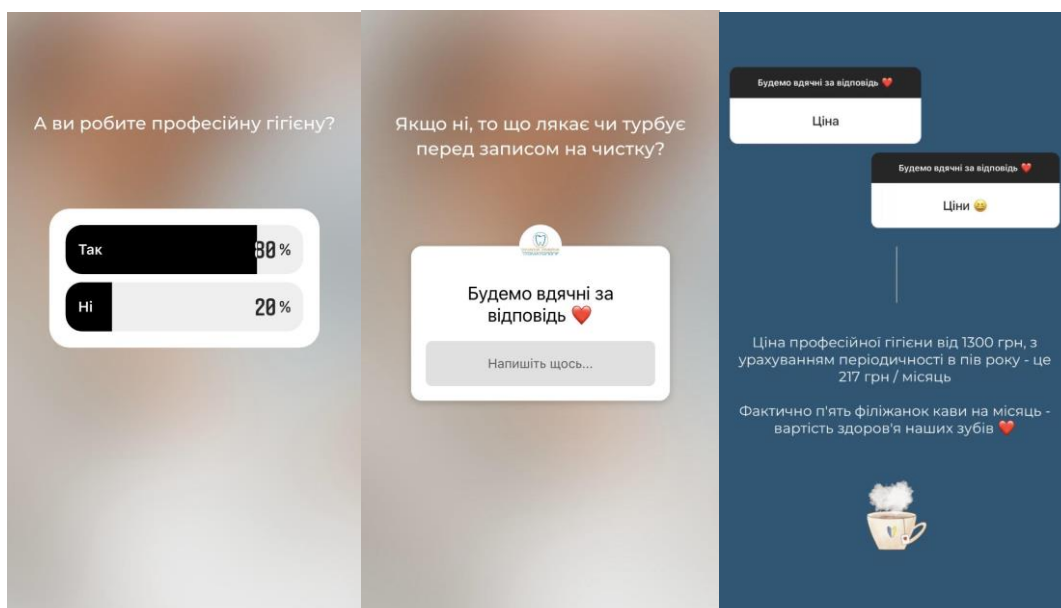 А ви робите професійну гігієну?
Так
80 %
Ні
20 %
Якщо ні, то що лякає чи турбує
перед записом на чистку?
Будемо вдячні за
відповідь ❤️
Напишіть щось...
Будемо вдячні за відповідь ❤️
Ціна
Будемо вдячні за відповідь ❤️
Ціни 😄
Ціна професійної гігієни від 1300 грн, з
урахуванням періодичності в пів року - це
217 грн / місяць
Фактично п'ять філіжанок кави на місяць -
вартість здоров'я наших зубів ❤️